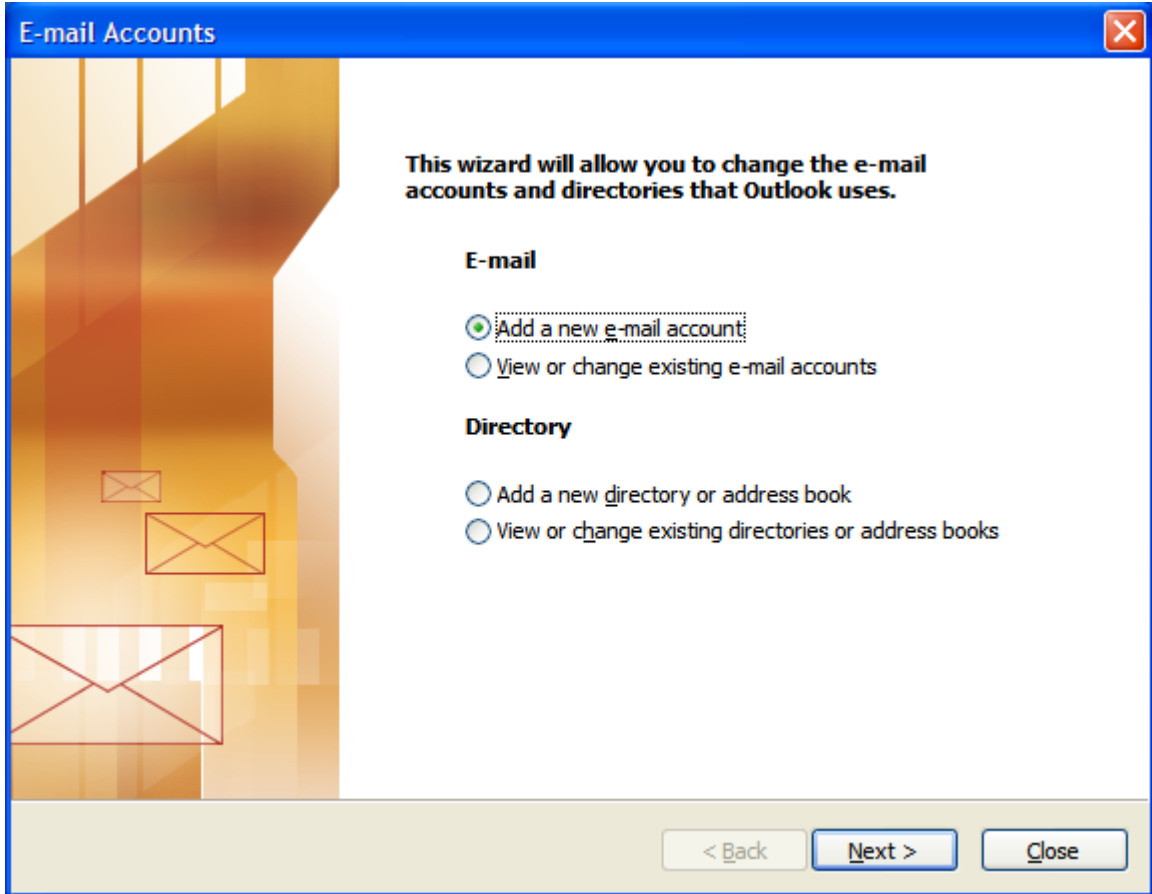 E-mail Accounts
This wizard will allow you to change the e-mail
accounts and directories that Outlook uses.
E-mail
Add a new e-mail account
View or change existing e-mail accounts
Directory
Add a new directory or address book
View or change existing directories or address books
< Back Next > Close